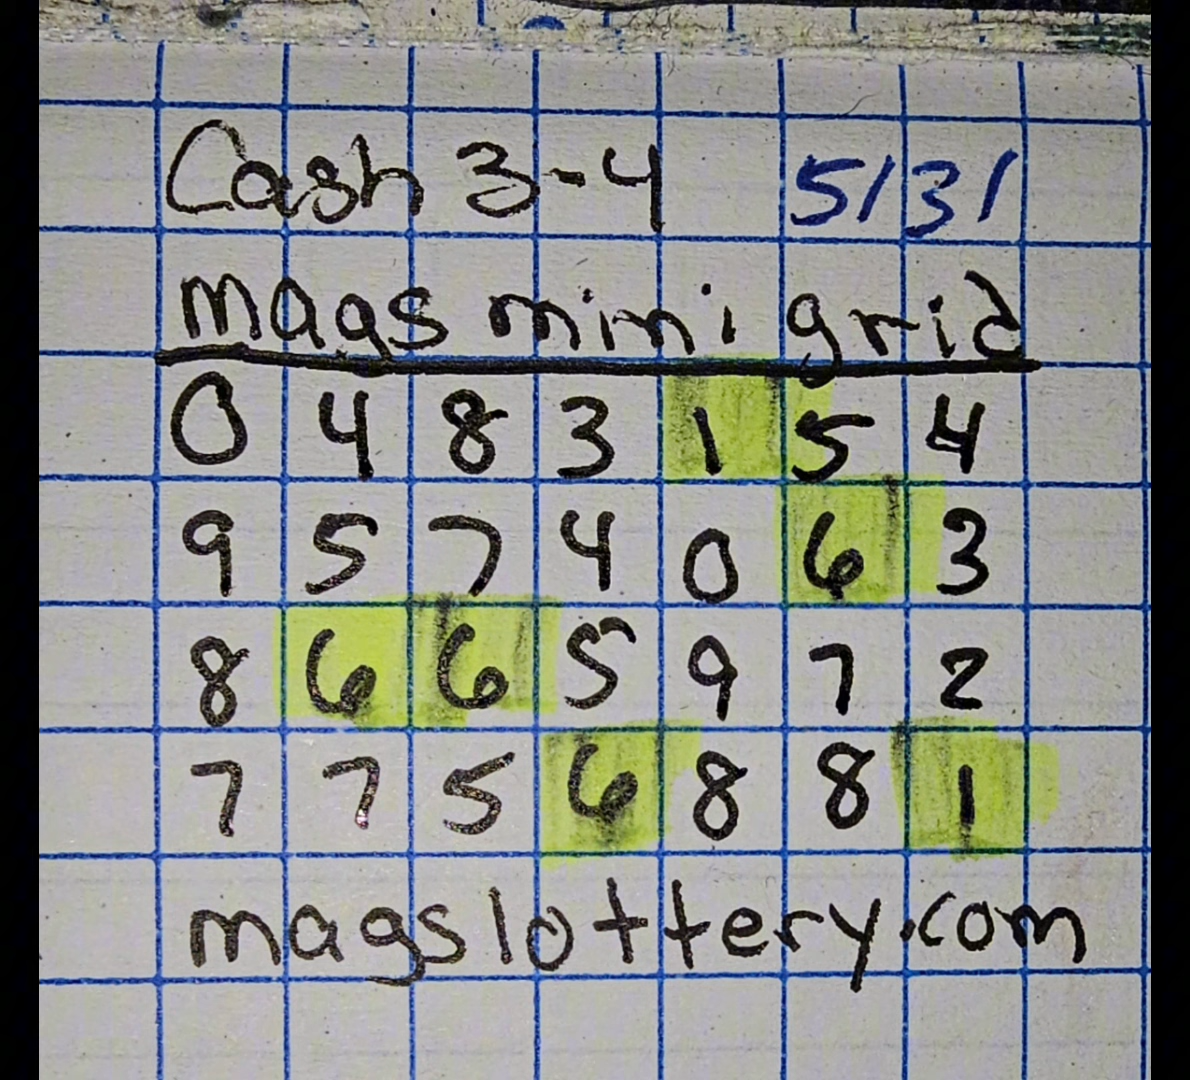 Cash 3-4 5/31
mags mini grid
0 4 8 3 1 5 4
9 5 7 4 0 6 3
8 6 6 5 9 7 2
7 7 5 6 8 8 1
magslottery.com